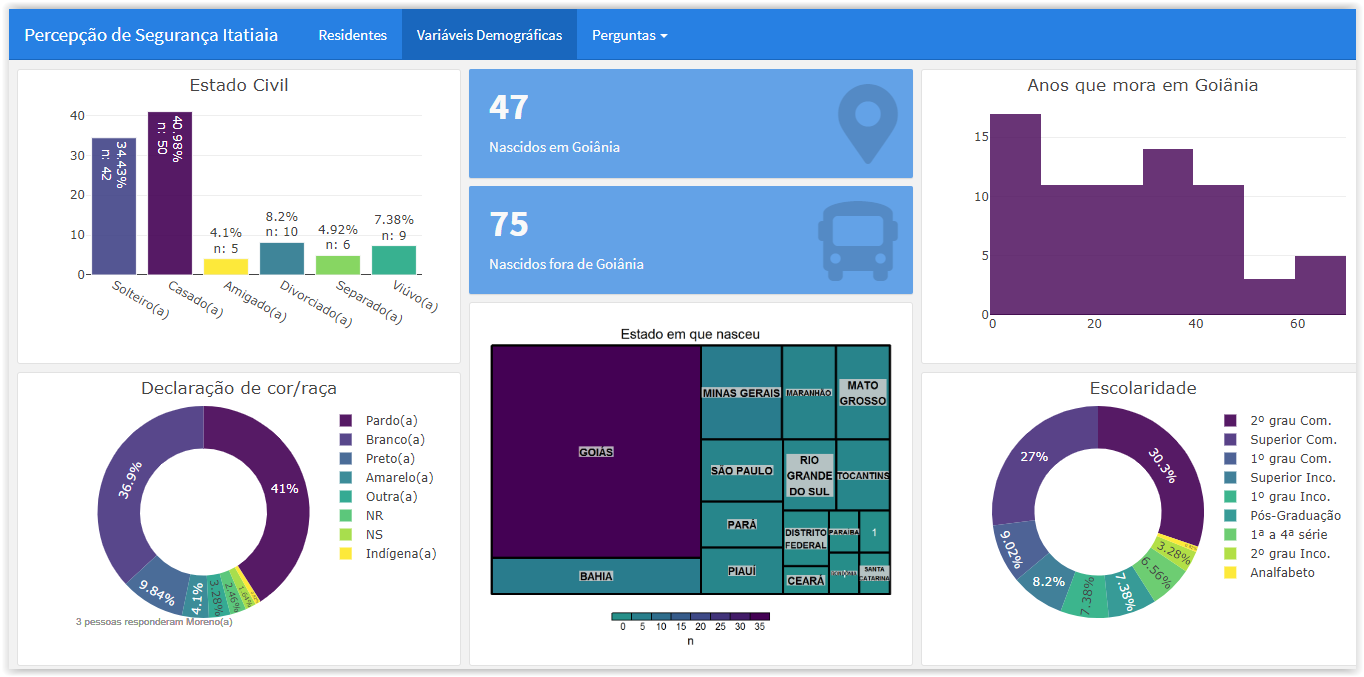 Percepção de Segurança Itatiaia
Residentes
Variáveis Demográficas
Perguntas
Estado Civil
40
30
20
10
0
34.43%
n: 42
40.98%
n: 50
4.1%
n: 5
8.2%
n: 10
4.92%
n: 6
7.38%
n: 9
Solteiro(a)
Casado(a)
Amigado(a)
Divorciado(a)
Separado(a)
Viúvo(a)
47
Nascidos em Goiânia
75
Nascidos fora de Goiânia
Anos que mora em Goiânia
15
10
5
0
0
20
40
60
Declaração de cor/raça
41%
36.9%
9.84%
4.1%
3.28%
2.46%
1.64%
Pardo(a)
Branco(a)
Preto(a)
Amarelo(a)
Outra(a)
NR
NS
Indígena(a)
3 pessoas responderam Moreno(a)
Estado em que nasceu
GOIÁS
BAHIA
MINAS GERAIS
MARANHÃO
MATO
GROSSO
SÃO PAULO
RIO
GRANDE
DO SUL
TOCANTINS
PARÁ
DISTRITO
FEDERAL
PARAÍBA
1
PIAUÍ
CEARÁ
SANTA
CATARINA
0 5 10 15 20 25 30 35
n
Escolaridade
30.3%
27%
9.02%
8.2%
7.38%
7.38%
6.56%
3.28%
2º grau Com.
Superior Com.
1º grau Com.
Superior Inco.
1º grau Inco.
Pós-Graduação
1ª a 4ª série
2º grau Inco.
Analfabeto